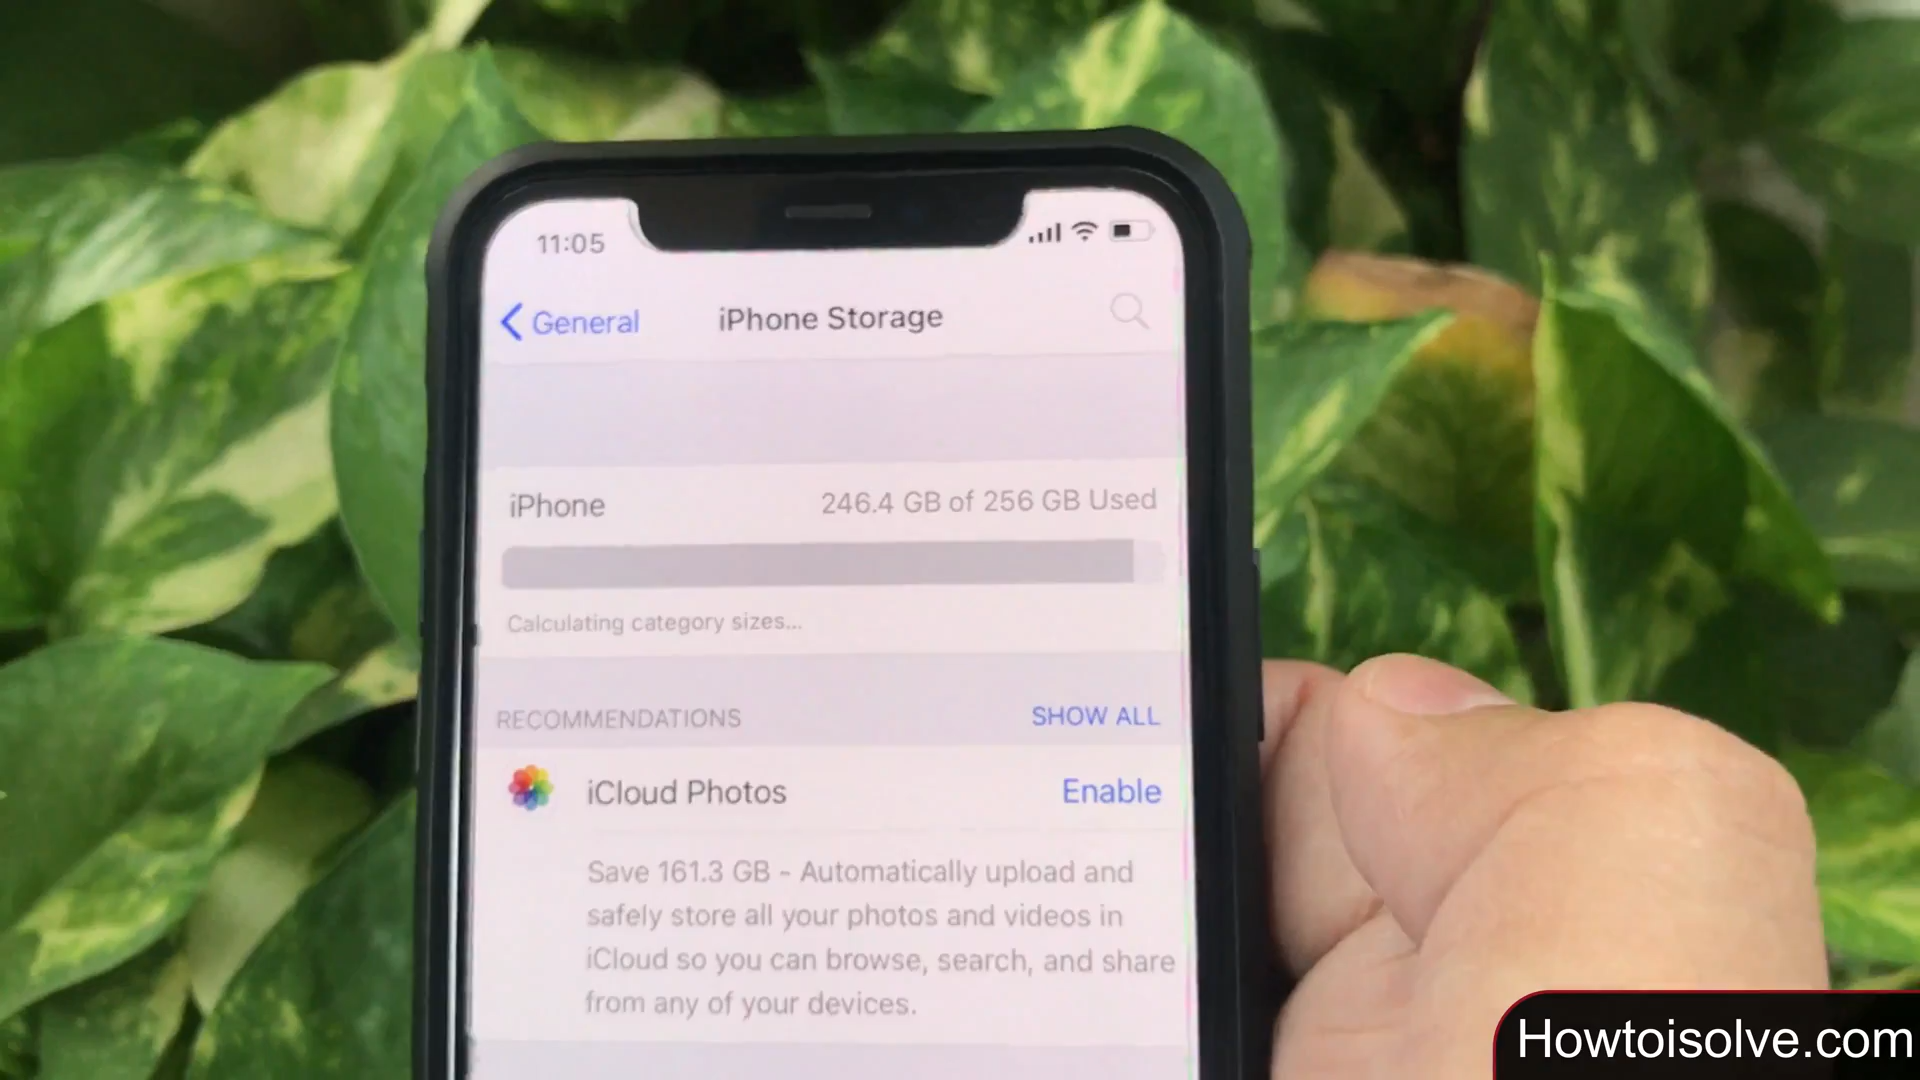 11:05
General
iPhone Storage
iPhone
246.4 GB of 256 GB Used
Calculating category sizes...
RECOMMENDATIONS
SHOW ALL
iCloud Photos
Enable
Save 161.3 GB - Automatically upload and
safely store all your photos and videos in
iCloud so you can browse, search, and share
from any of your devices.
Howtoisolve.com